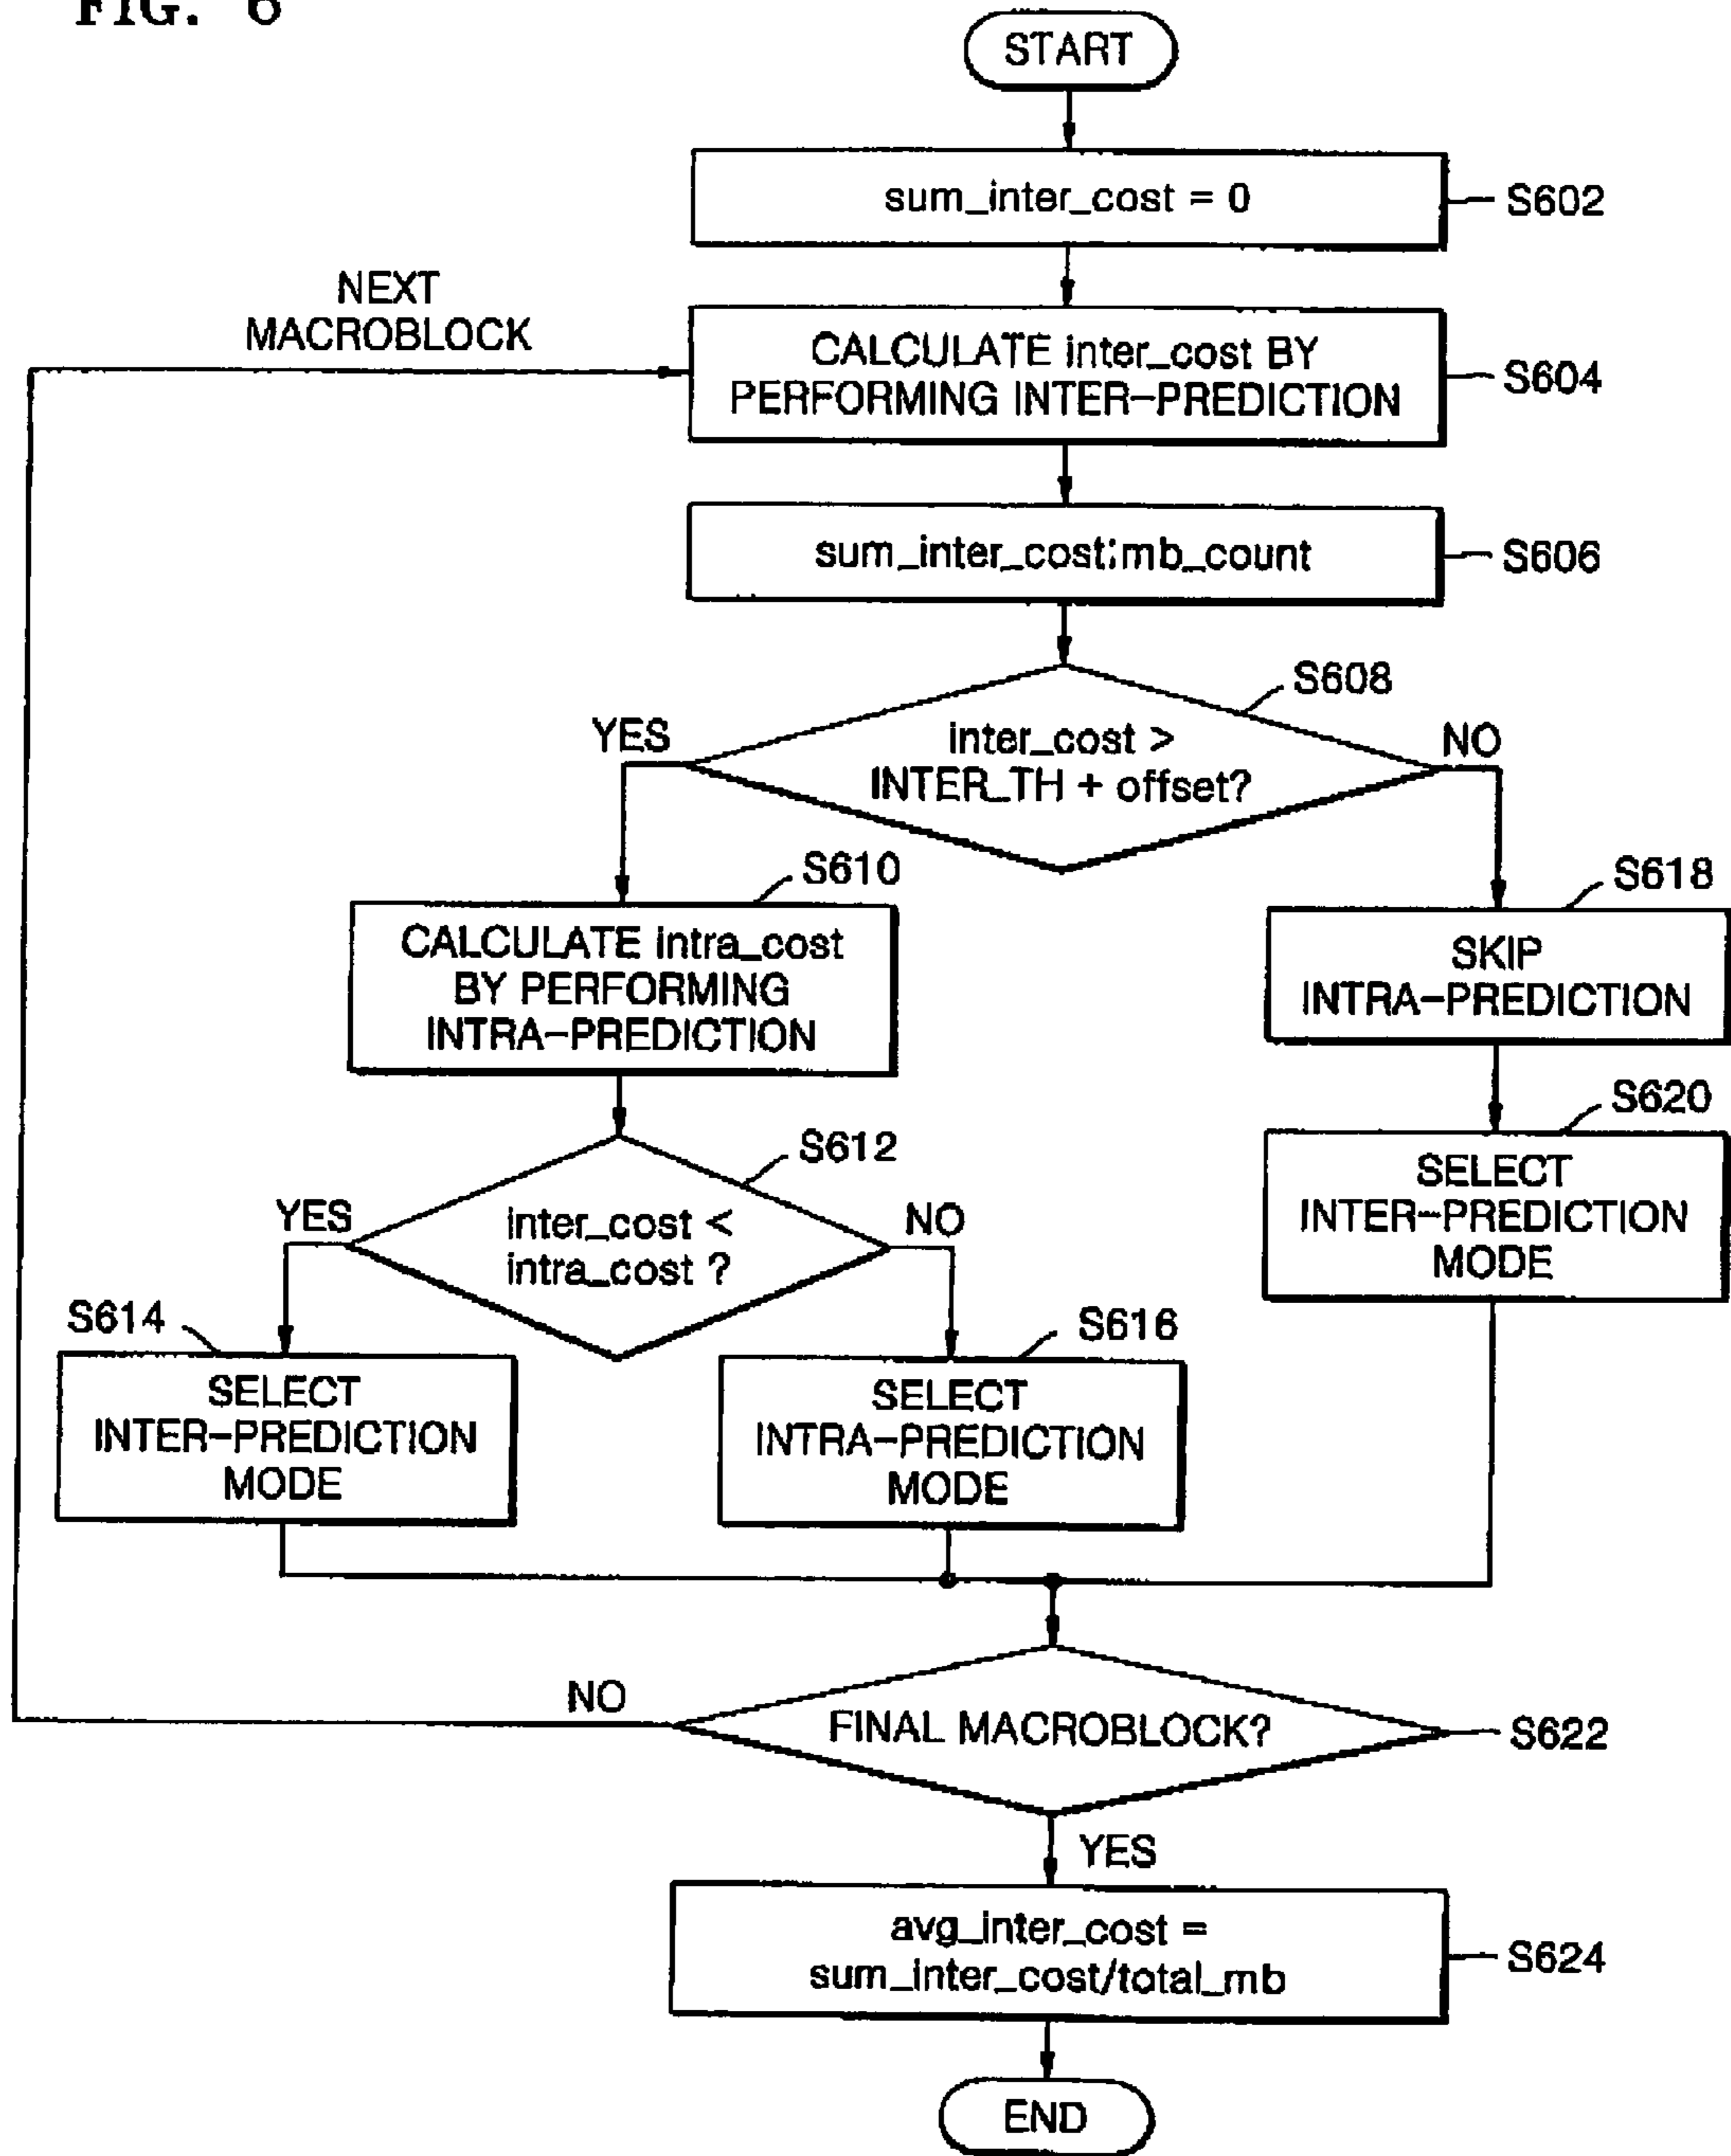 FIG. 6
START
sum_inter_cost = 0
S602
NEXT
MACROBLOCK
CALCULATE inter_cost BY
PERFORMING INTER-PREDICTION
S604
sum_inter_cost;mb_count
S606
S608
YES
inter_cost >
INTER_TH + offset?
NO
S610
CALCULATE intra_cost
BY PERFORMING
INTRA-PREDICTION
S618
SKIP
INTRA-PREDICTION
S612
YES
inter_cost <
intra_cost ?
NO
S620
SELECT
INTER-PREDICTION
MODE
S614
SELECT
INTER-PREDICTION
MODE
S616
SELECT
INTRA-PREDICTION
MODE
NO
FINAL MACROBLOCK?
S622
YES
avg_inter_cost =
sum_inter_cost/total_mb
S624
END